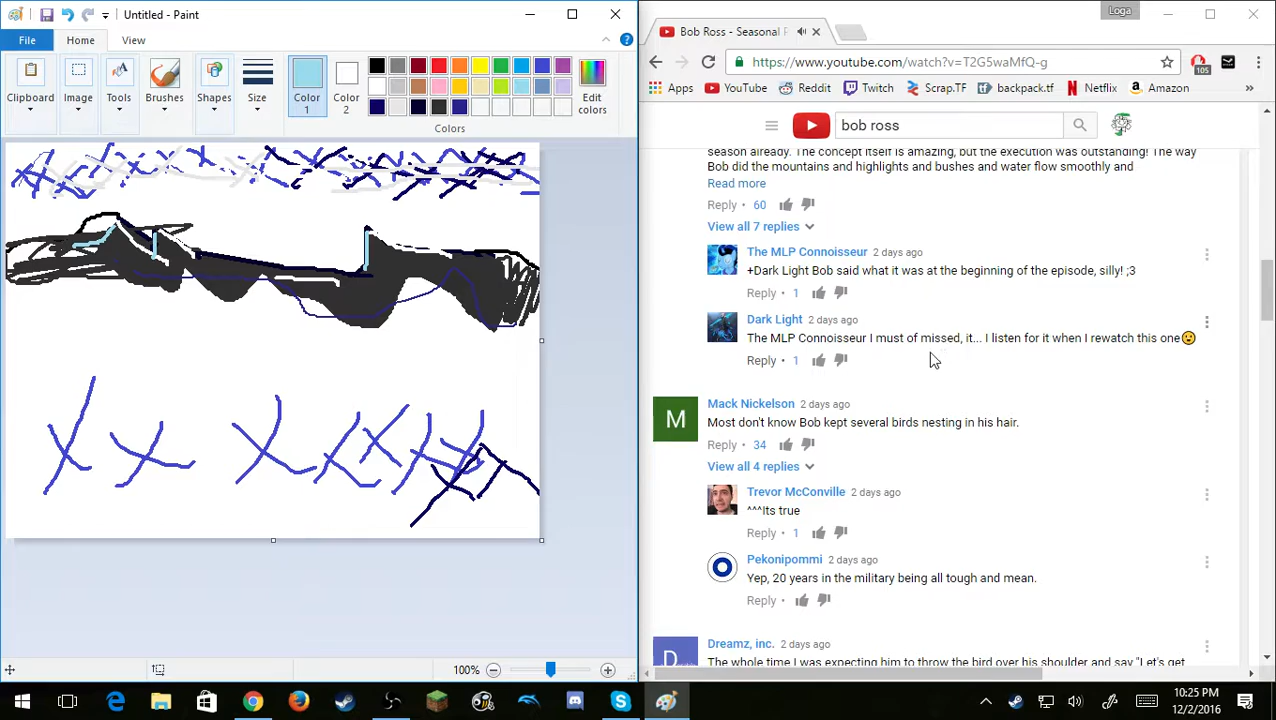 Untitled - Paint
File
Home
View
Clipboard
Image
Tools
Brushes
Shapes
Size
Color
1
Color
2
Edit
colors
Colors
100%
Loga
Bob Ross - Seasonal P
https://www.youtube.com/watch?v=T2G5waMfQ-g
105
Apps
YouTube
Reddit
Twitch
Scrap.TF
backpack.tf
Netflix
Amazon
»
bob ross
season already. The concept itself is amazing, but the execution was outstanding! The way
Bob did the mountains and highlights and bushes and water flow smoothly and
Read more
Reply • 60
View all 7 replies
The MLP Connoisseur 2 days ago
+Dark Light Bob said what it was at the beginning of the episode, silly! ;3
Reply • 1
Dark Light 2 days ago
The MLP Connoisseur I must of missed, it... I listen for it when I rewatch this one😉
Reply • 1
M
Mack Nickelson 2 days ago
Most don't know Bob kept several birds nesting in his hair.
Reply • 34
View all 4 replies
Trevor McConville 2 days ago
^^^Its true
Reply • 1
Pekonipommi 2 days ago
Yep, 20 years in the military being all tough and mean.
Reply •
D
Dreamz, inc. 2 days ago
The whole time I was expecting him to throw the bird over his shoulder and say "Let's get
10:25 PM
12/2/2016